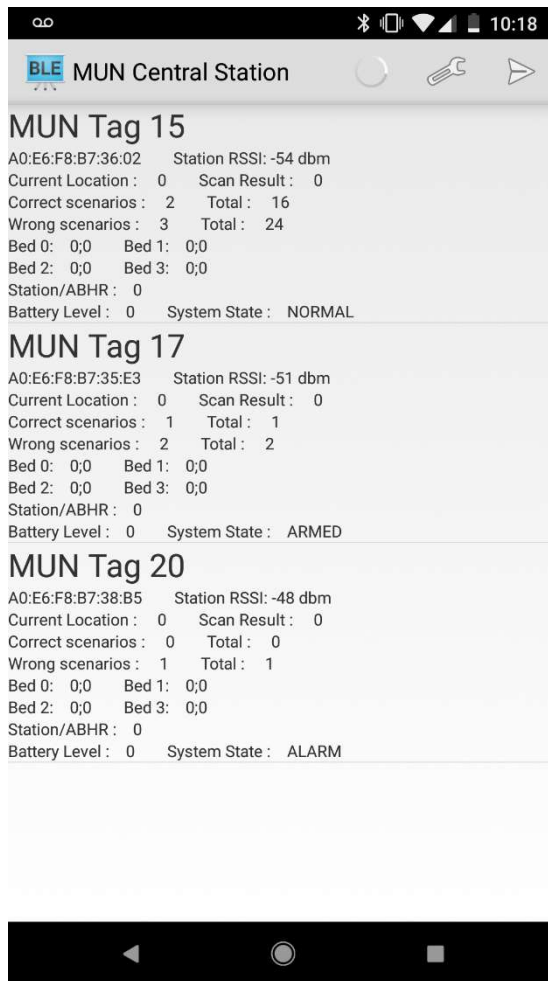 10:18
BLE MUN Central Station
MUN Tag 15
A0:E6:F8:B7:36:02 Station RSSI: -54 dbm
Current Location : 0 Scan Result : 0
Correct scenarios : 2 Total : 16
Wrong scenarios : 3 Total : 24
Bed 0: 0;0 Bed 1: 0;0
Bed 2: 0;0 Bed 3: 0;0
Station/ABHR : 0
Battery Level : 0 System State : NORMAL
MUN Tag 17
A0:E6:F8:B7:35:E3 Station RSSI: -51 dbm
Current Location : 0 Scan Result : 0
Correct scenarios : 1 Total : 1
Wrong scenarios : 2 Total : 2
Bed 0: 0;0 Bed 1: 0;0
Bed 2: 0;0 Bed 3: 0;0
Station/ABHR : 0
Battery Level : 0 System State : ARMED
MUN Tag 20
A0:E6:F8:B7:38:B5 Station RSSI: -48 dbm
Current Location : 0 Scan Result : 0
Correct scenarios : 0 Total : 0
Wrong scenarios : 1 Total : 1
Bed 0: 0;0 Bed 1: 0;0
Bed 2: 0;0 Bed 3: 0;0
Station/ABHR : 0
Battery Level : 0 System State : ALARM